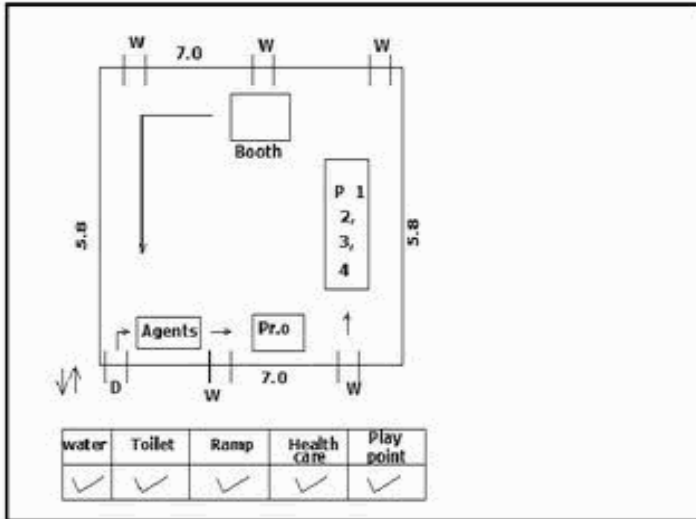 W 7.0 W W
Booth
P 1
2,
3,
4
5.8
5.8
Agents
Pr.o
D
W
7.0
W
water Toilet Ramp Health care Play point